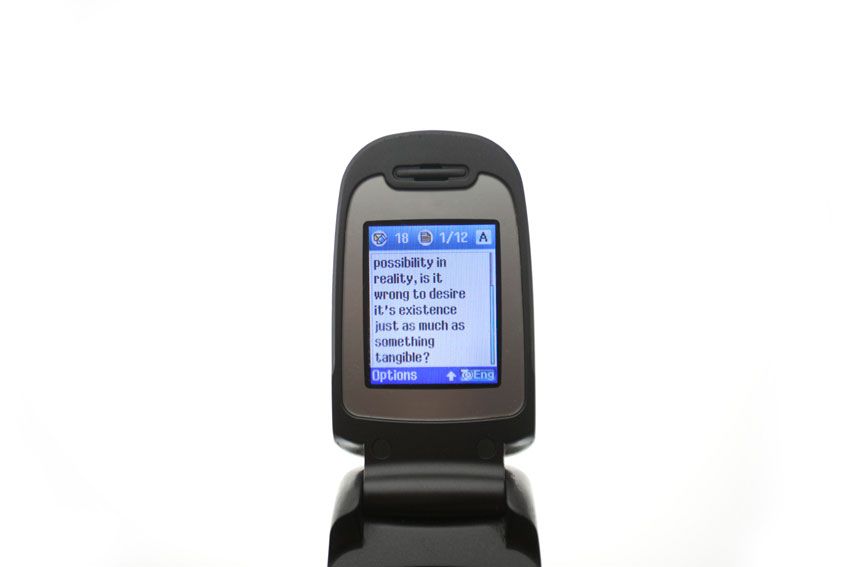 18 1/12 A
possibility in
reality, is it
wrong to desire
it's existence
just as much as
something
tangible?
Options Eng